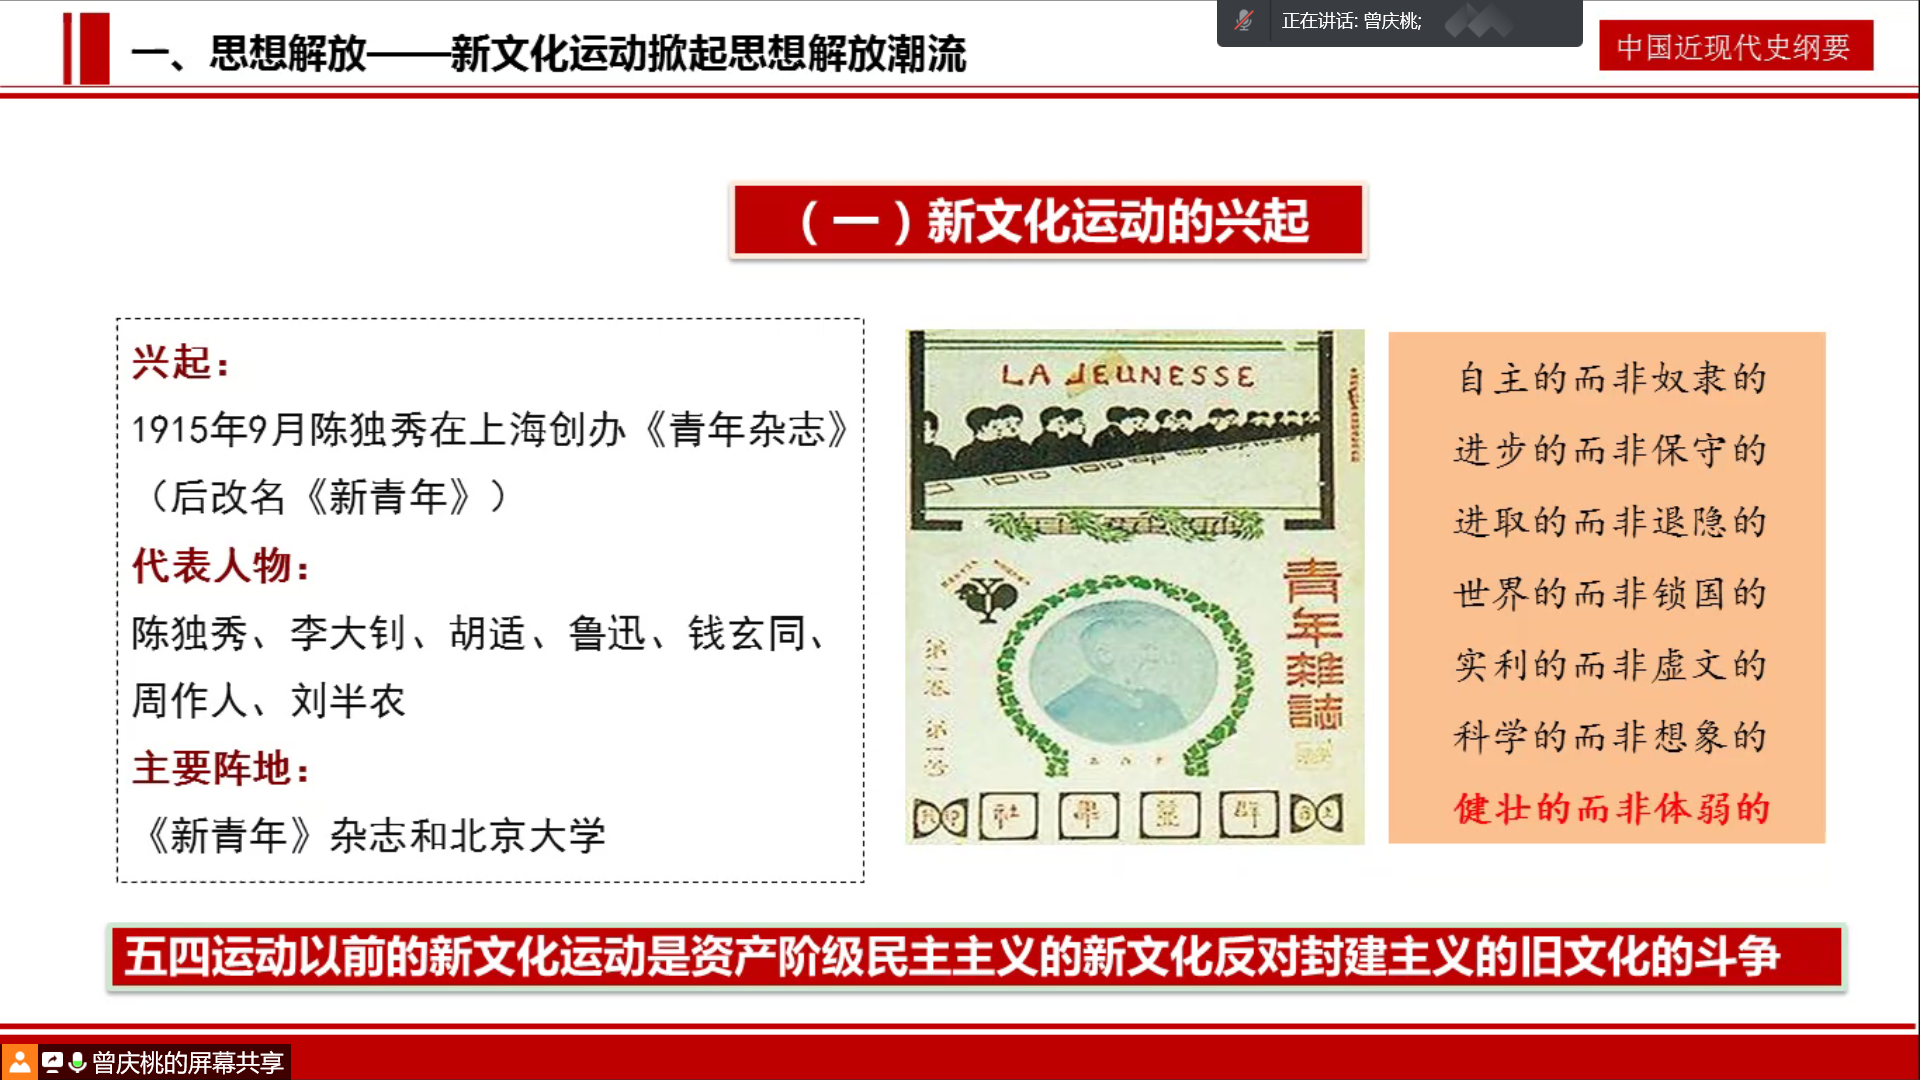 正在讲话: 曾庆桃;
一、思想解放——新文化运动掀起思想解放潮流
中国近现代史纲要
（一）新文化运动的兴起
兴起：
1915年9月陈独秀在上海创办《青年杂志》
（后改名《新青年》）
代表人物：
陈独秀、李大钊、胡适、鲁迅、钱玄同、
周作人、刘半农
主要阵地：
《新青年》杂志和北京大学
LA JEUNESSE
青年雜誌
第一卷 第一号
社
群益
自主的而非奴隶的
进步的而非保守的
进取的而非退隐的
世界的而非锁国的
实利的而非虚文的
科学的而非想象的
健壮的而非体弱的
五四运动以前的新文化运动是资产阶级民主主义的新文化反对封建主义的旧文化的斗争
曾庆桃的屏幕共享